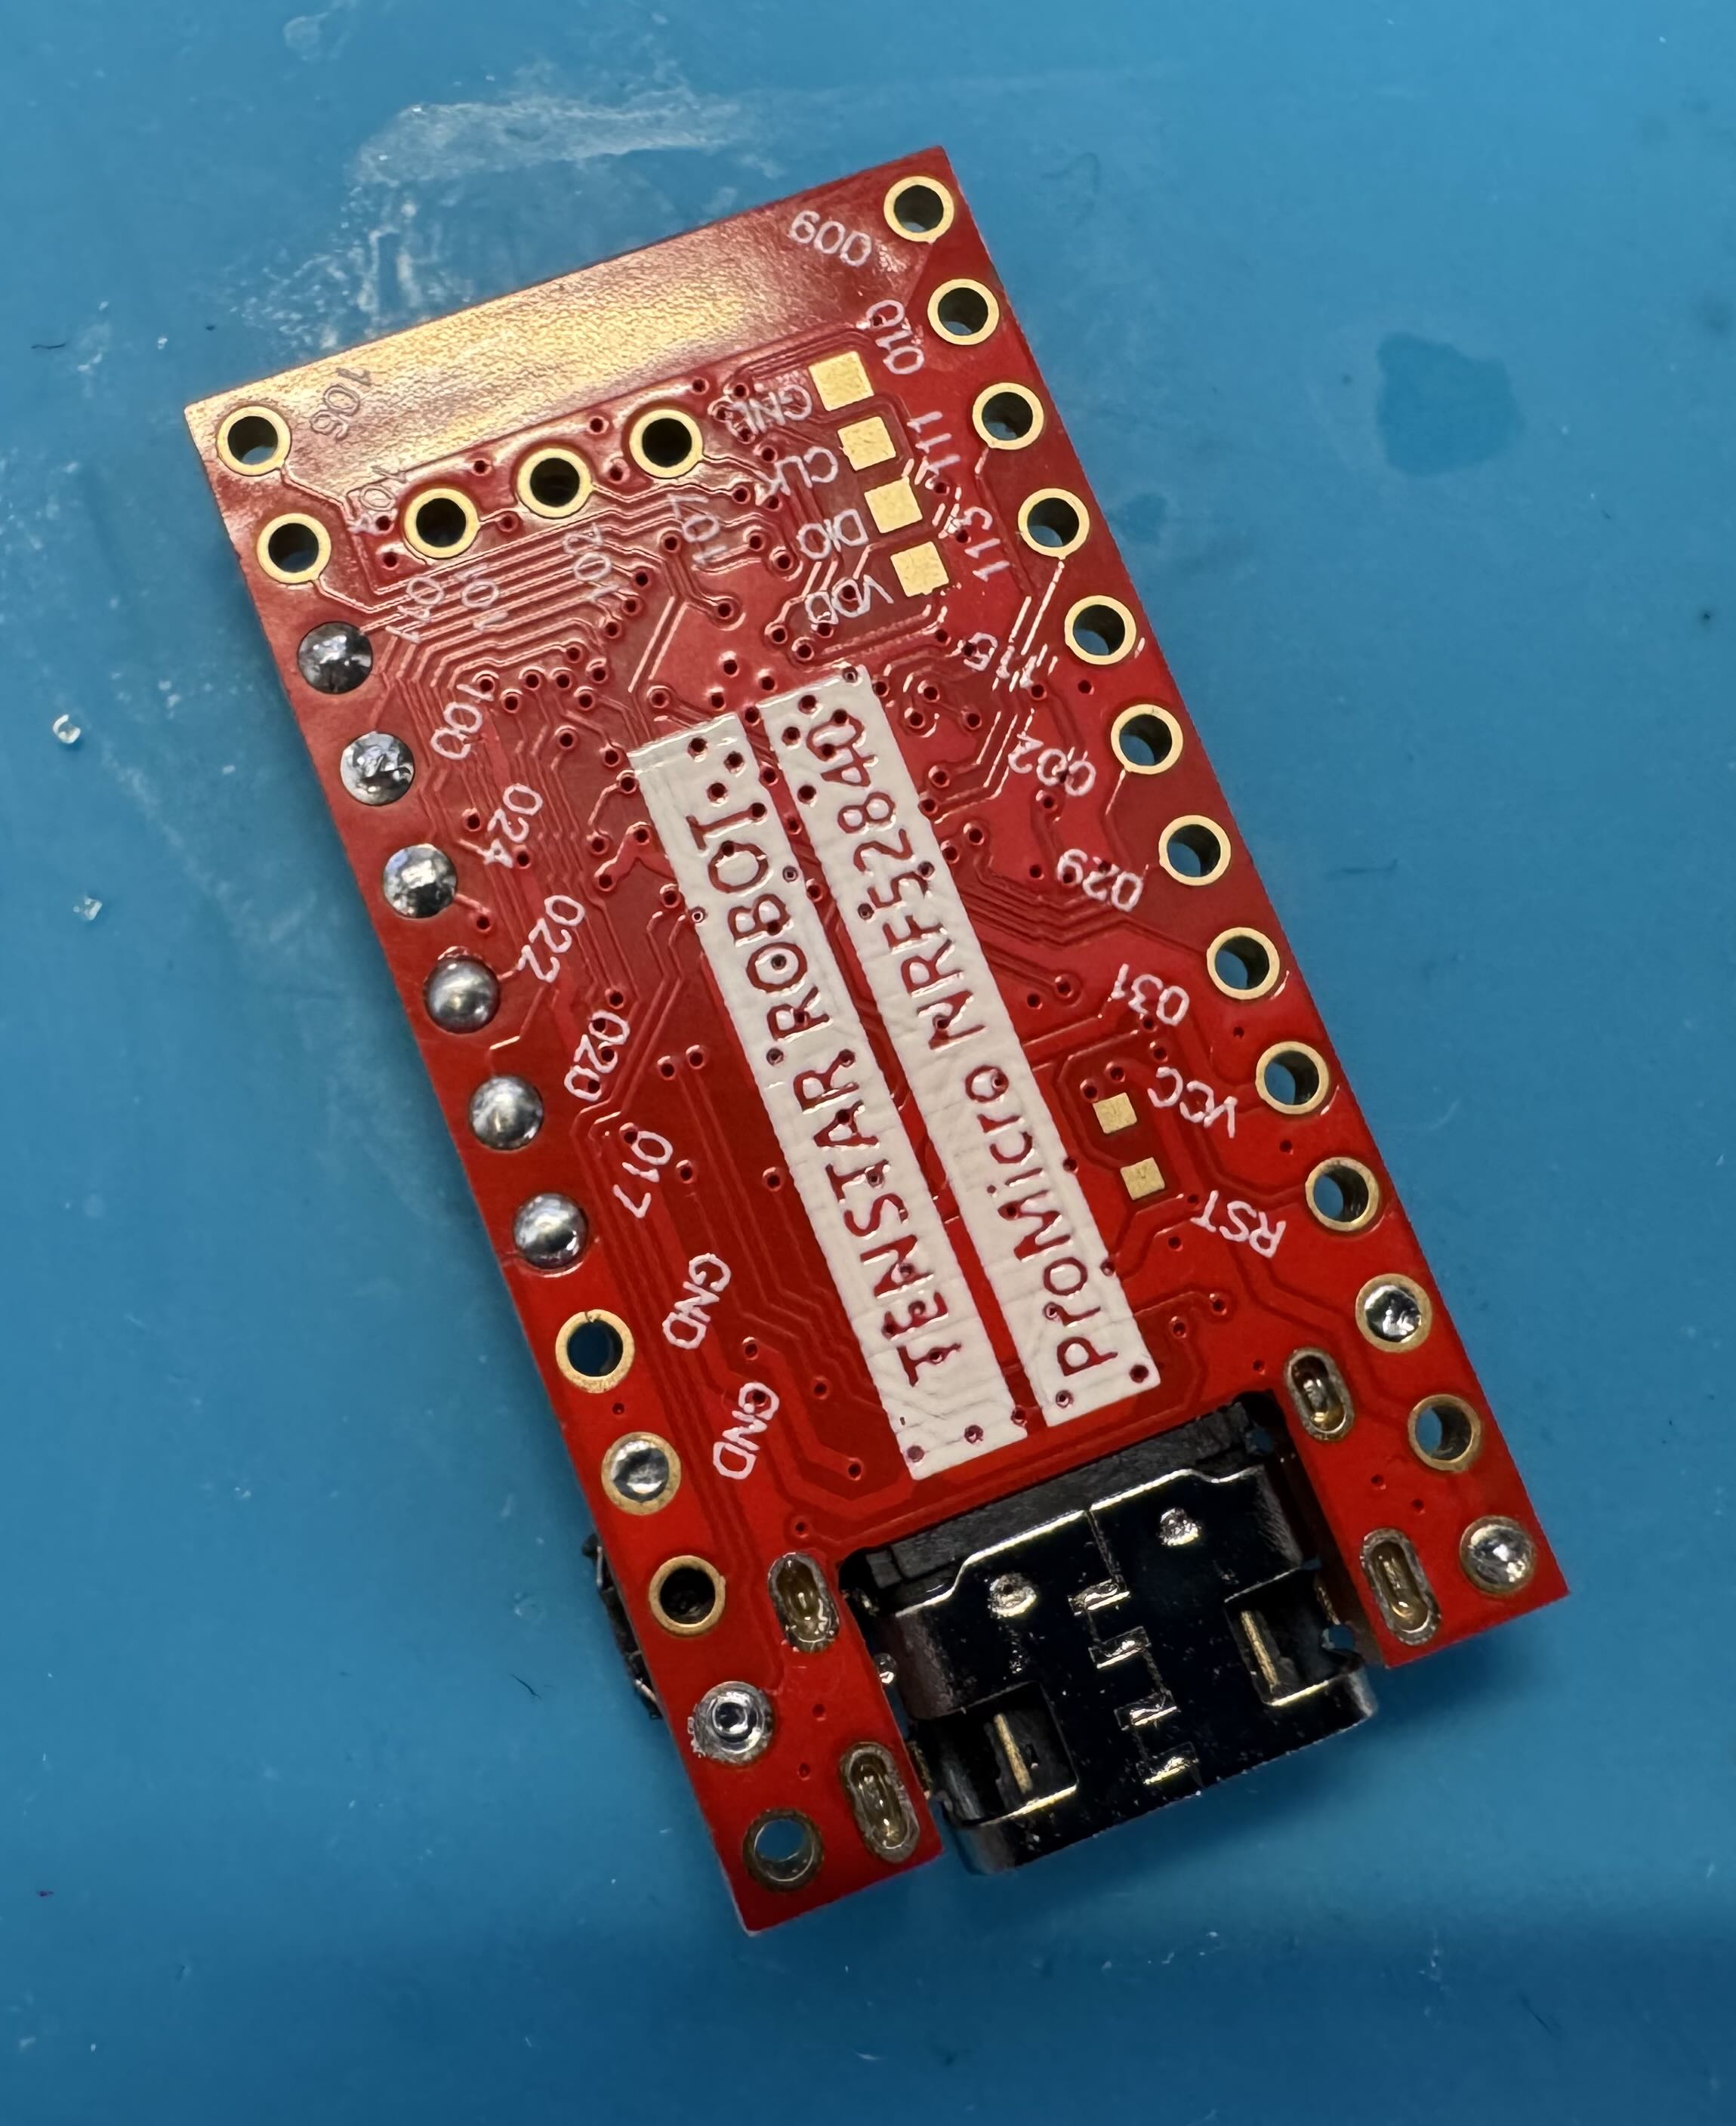 009
010
GND
CLK
DIO
VDD
111
113
115
002
029
031
VCC
RST
106
104
011
101
102
107
100
024
022
020
017
GND
GND
TENSTAR ROBOT
ProMicro NRF52840